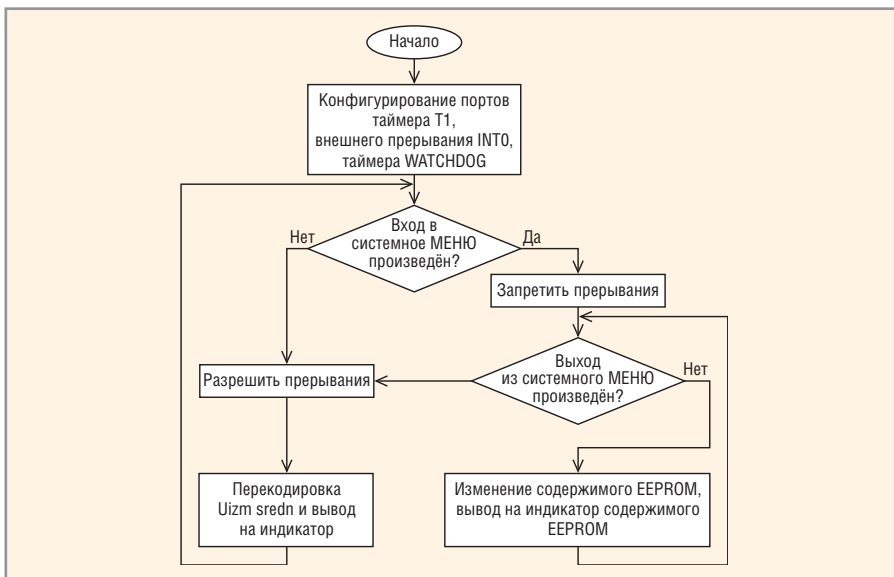 Начало
Конфигурирование портов
таймера Т1,
внешнего прерывания INT0,
таймера WATCHDOG
Вход в
системное МЕНЮ
произведён?
Нет
Да
Запретить прерывания
Выход
из системного МЕНЮ
произведён?
Нет
Разрешить прерывания
Перекодировка
Uizm sredn и вывод
на индикатор
Изменение содержимого EEPROM,
вывод на индикатор содержимого
EEPROM